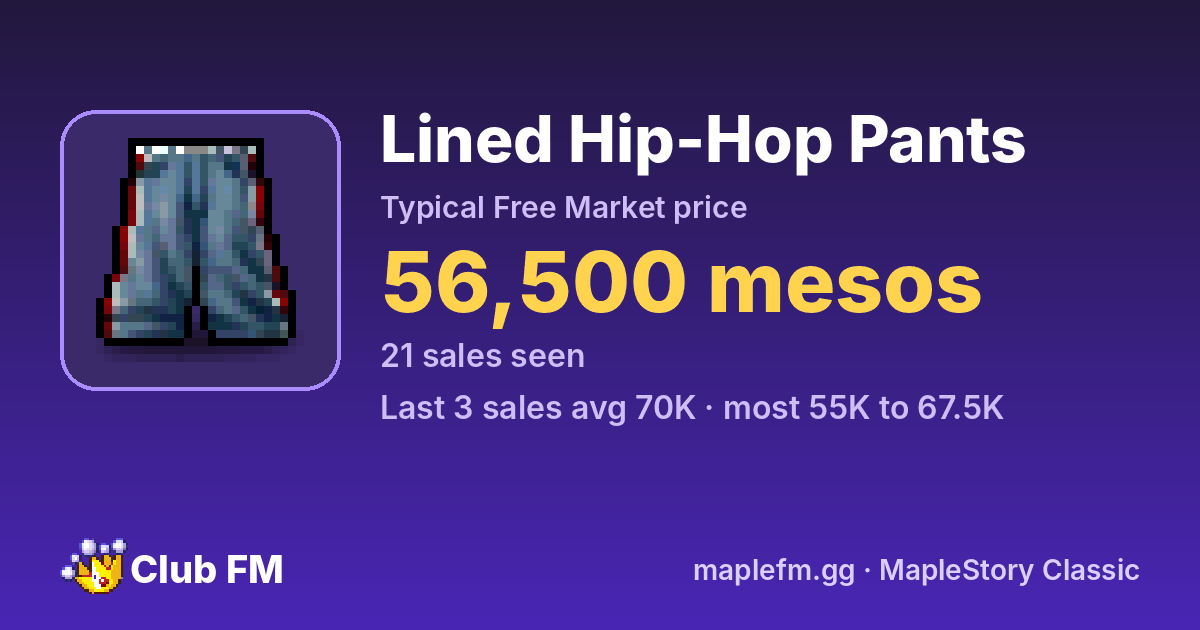 Lined Hip-Hop Pants
Typical Free Market price
56,500 mesos
21 sales seen
Last 3 sales avg 70K · most 55K to 67.5K
Club FM
maplefm.gg · MapleStory Classic